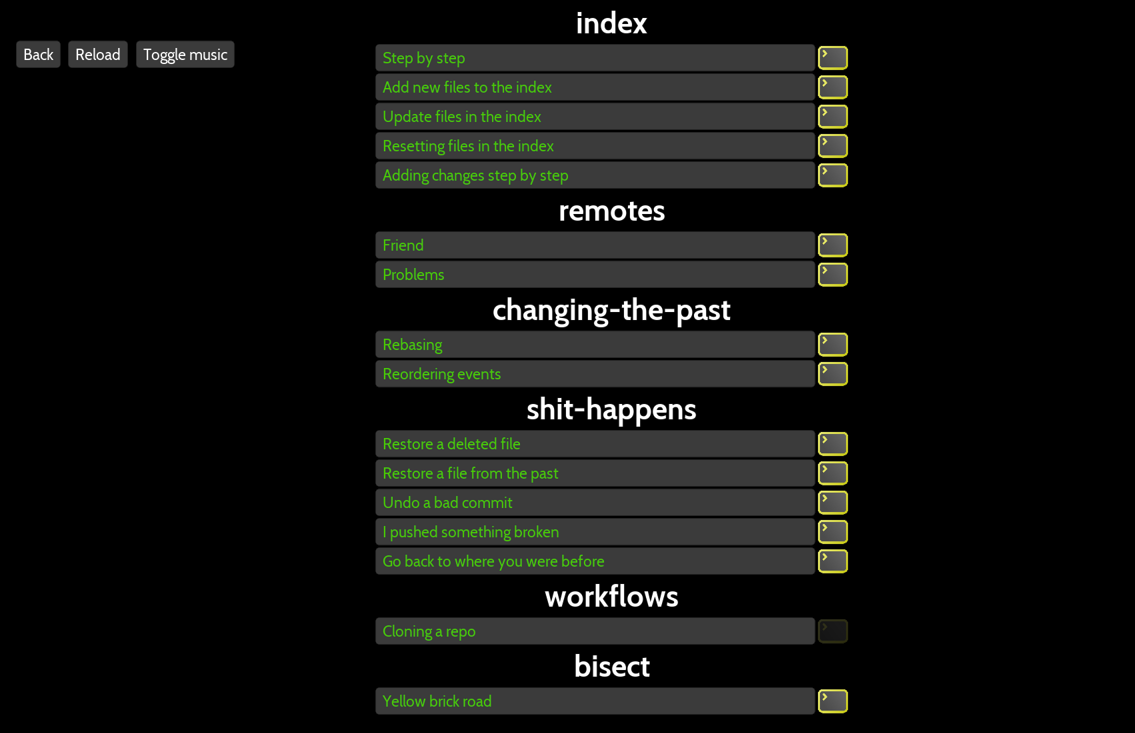 index
Back Reload Toggle music
Step by step
Add new files to the index
Update files in the index
Resetting files in the index
Adding changes step by step
remotes
Friend
Problems
changing-the-past
Rebasing
Reordering events
shit-happens
Restore a deleted file
Restore a file from the past
Undo a bad commit
I pushed something broken
Go back to where you were before
workflows
Cloning a repo
bisect
Yellow brick road